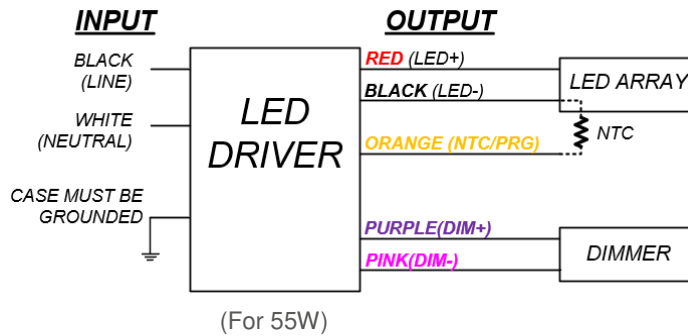 INPUT
OUTPUT
BLACK
(LINE)
WHITE
(NEUTRAL)
CASE MUST BE
GROUNDED
LED
DRIVER
RED (LED+)
BLACK (LED-)
ORANGE (NTC/PRG)
PURPLE(DIM+)
PINK(DIM-)
LED ARRAY
NTC
DIMMER
(For 55W)